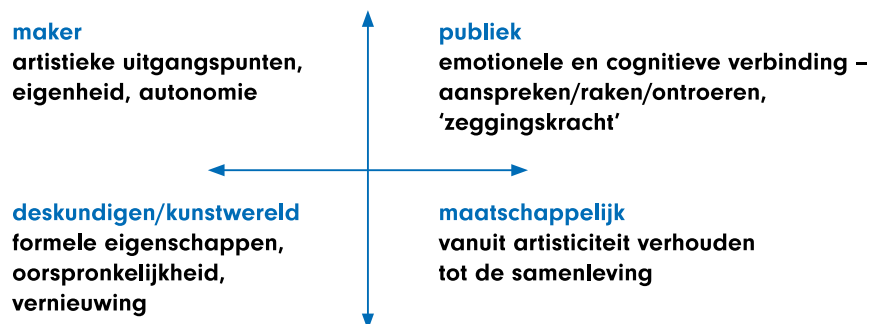 maker
artistieke uitgangspunten,
eigenheid, autonomie
publiek
emotionele en cognitieve verbinding –
aanspreken/raken/ontroeren,
‘zeggingskracht’
deskundigen/kunstwereld
formele eigenschappen,
oorspronkelijkheid,
vernieuwing
maatschappelijk
vanuit artisticiteit verhouden
tot de samenleving